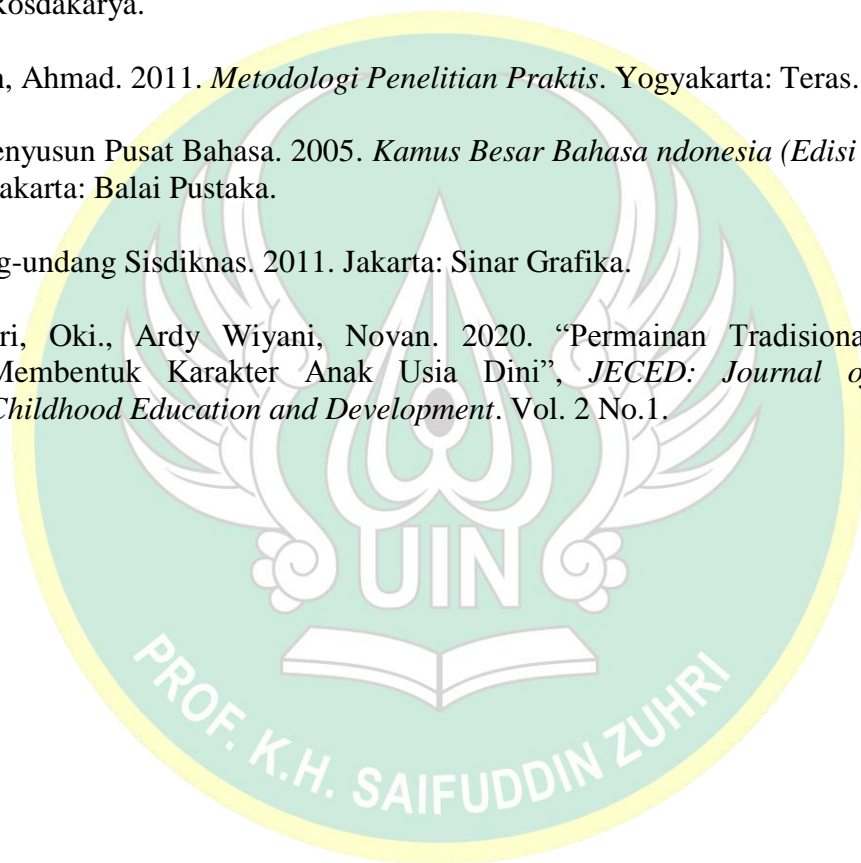 Rosdakarya.
n, Ahmad. 2011. Metodologi Penelitian Praktis. Yogyakarta: Teras.
enyusun Pusat Bahasa. 2005. Kamus Besar Bahasa ndonesia (Edisi
akarta: Balai Pustaka.
g-undang Sisdiknas. 2011. Jakarta: Sinar Grafika.
ri, Oki., Ardy Wiyani, Novan. 2020. “Permainan Tradisiona
Membentuk Karakter Anak Usia Dini”, JECED: Journal o
Childhood Education and Development. Vol. 2 No.1.
UIN
PROF. K.H. SAIFUDDIN ZUHRI